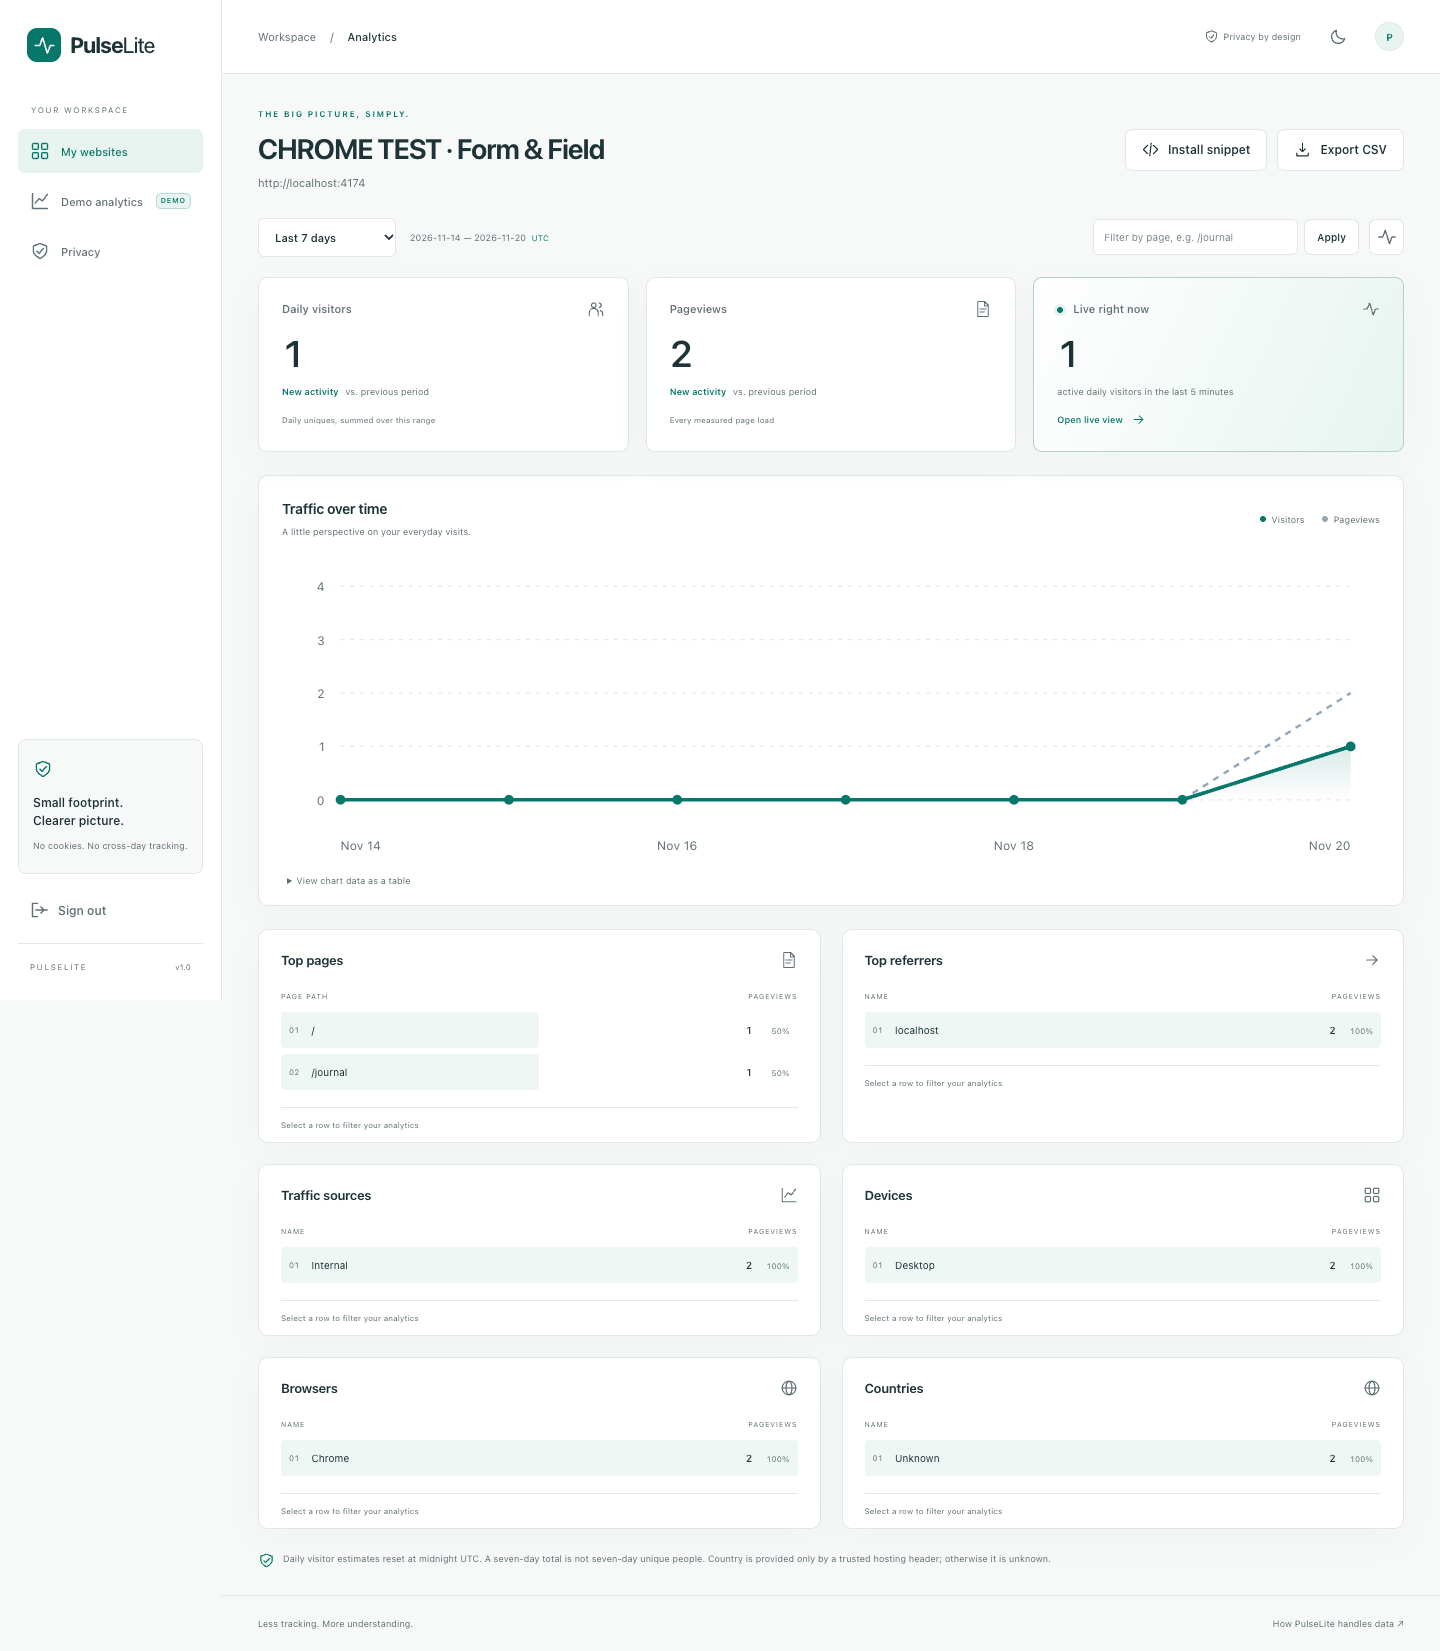 PulseLite
YOUR WORKSPACE
My websites
Demo analytics DEMO
Privacy
Small footprint.
Clearer picture.
No cookies. No cross-day tracking.
Sign out
PULSELITE v1.0
Workspace / Analytics
Privacy by design
P
THE BIG PICTURE, SIMPLY.
CHROME TEST · Form & Field
http://localhost:4174
Install snippet
Export CSV
Last 7 days
2026-11-14 — 2026-11-20 UTC
Filter by page, e.g. /journal
Apply
Daily visitors
1
New activity vs. previous period
Daily uniques, summed over this range
Pageviews
2
New activity vs. previous period
Every measured page load
Live right now
1
active daily visitors in the last 5 minutes
Open live view →
Traffic over time
A little perspective on your everyday visits.
Visitors Pageviews
4
3
2
1
0
Nov 14 Nov 16 Nov 18 Nov 20
▶ View chart data as a table
Top pages
PAGE PATH PAGEVIEWS
01 / 1 50%
02 /journal 1 50%
Select a row to filter your analytics
Top referrers
NAME PAGEVIEWS
01 localhost 2 100%
Select a row to filter your analytics
Traffic sources
NAME PAGEVIEWS
01 Internal 2 100%
Select a row to filter your analytics
Devices
NAME PAGEVIEWS
01 Desktop 2 100%
Select a row to filter your analytics
Browsers
NAME PAGEVIEWS
01 Chrome 2 100%
Select a row to filter your analytics
Countries
NAME PAGEVIEWS
01 Unknown 2 100%
Select a row to filter your analytics
Daily visitor estimates reset at midnight UTC. A seven-day total is not seven-day unique people. Country is provided only by a trusted hosting header; otherwise it is unknown.
Less tracking. More understanding.
How PulseLite handles data ↗